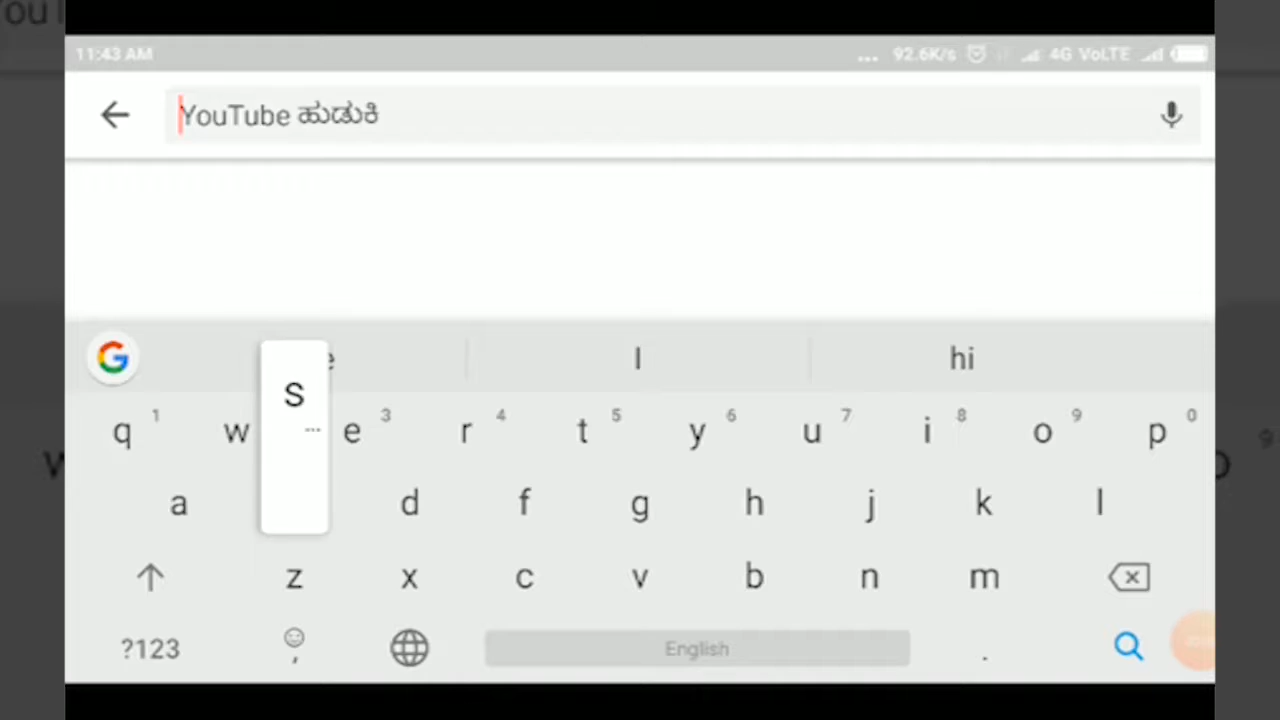 11:43 AM ... 92.6K/s 4G VoLTE
YouTube ಹುಡುಕಿ
I hi
S
q 1 w e 3 r 4 t 5 y 6 u 7 i 8 o 9 p 0
a d f g h j k l
z x c v b n m
?123 , English .